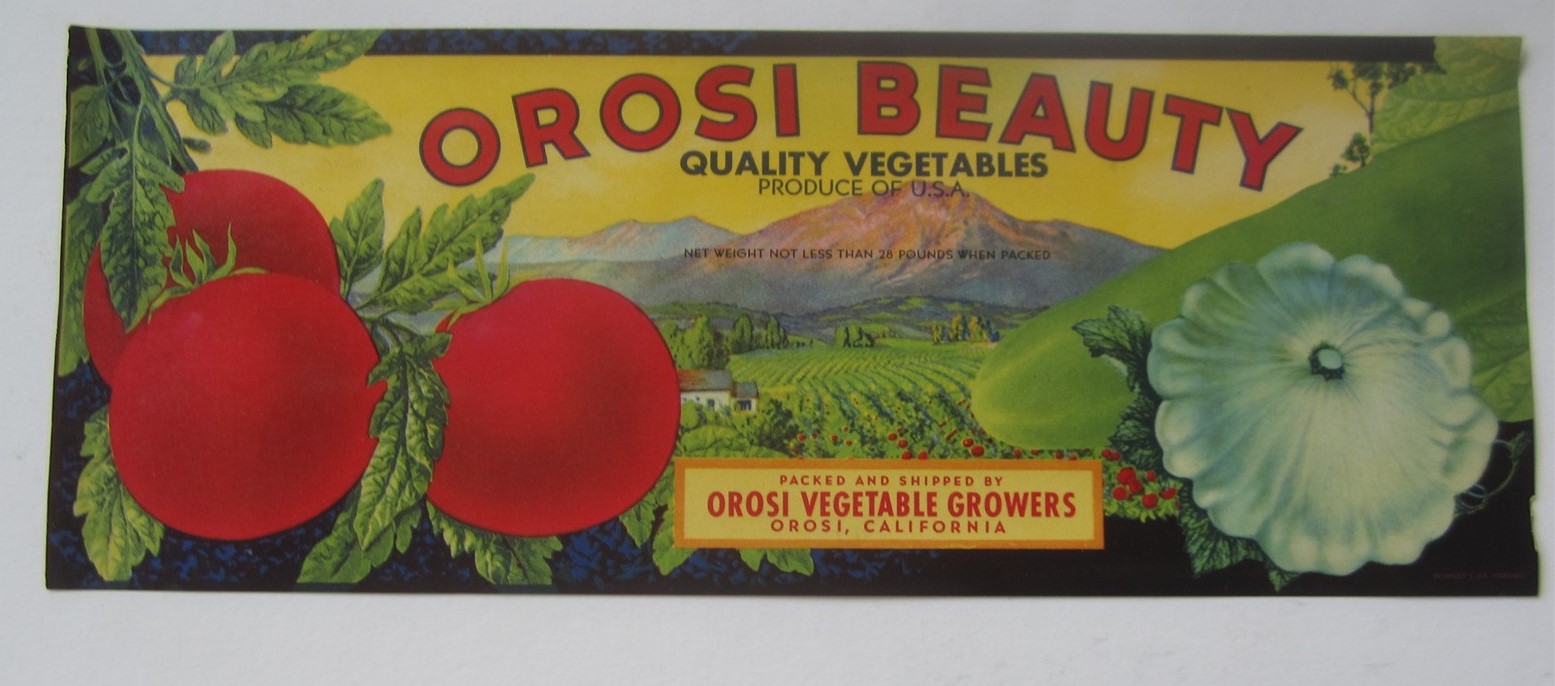 OROSI BEAUTY
QUALITY VEGETABLES
PRODUCE OF U.S.A.
NET WEIGHT NOT LESS THAN 28 POUNDS WHEN PACKED
PACKED AND SHIPPED BY
OROSI VEGETABLE GROWERS
OROSI, CALIFORNIA